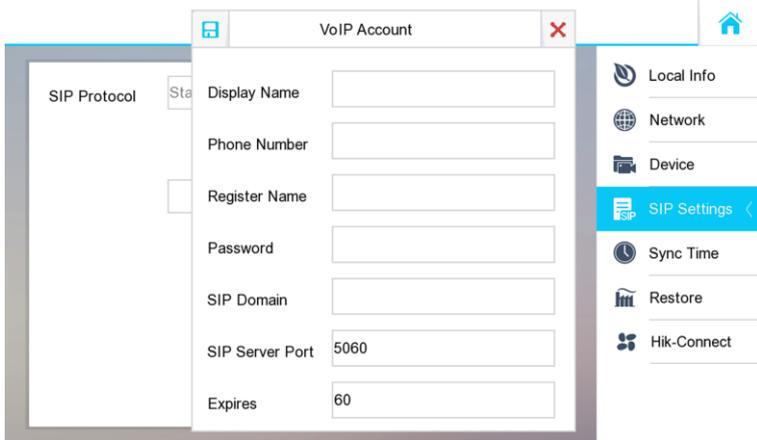 VoIP Account
SIP Protocol
Sta
Display Name
Phone Number
Register Name
Password
SIP Domain
SIP Server Port 5060
Expires 60
Local Info
Network
Device
SIP SIP Settings
Sync Time
Restore
Hik-Connect